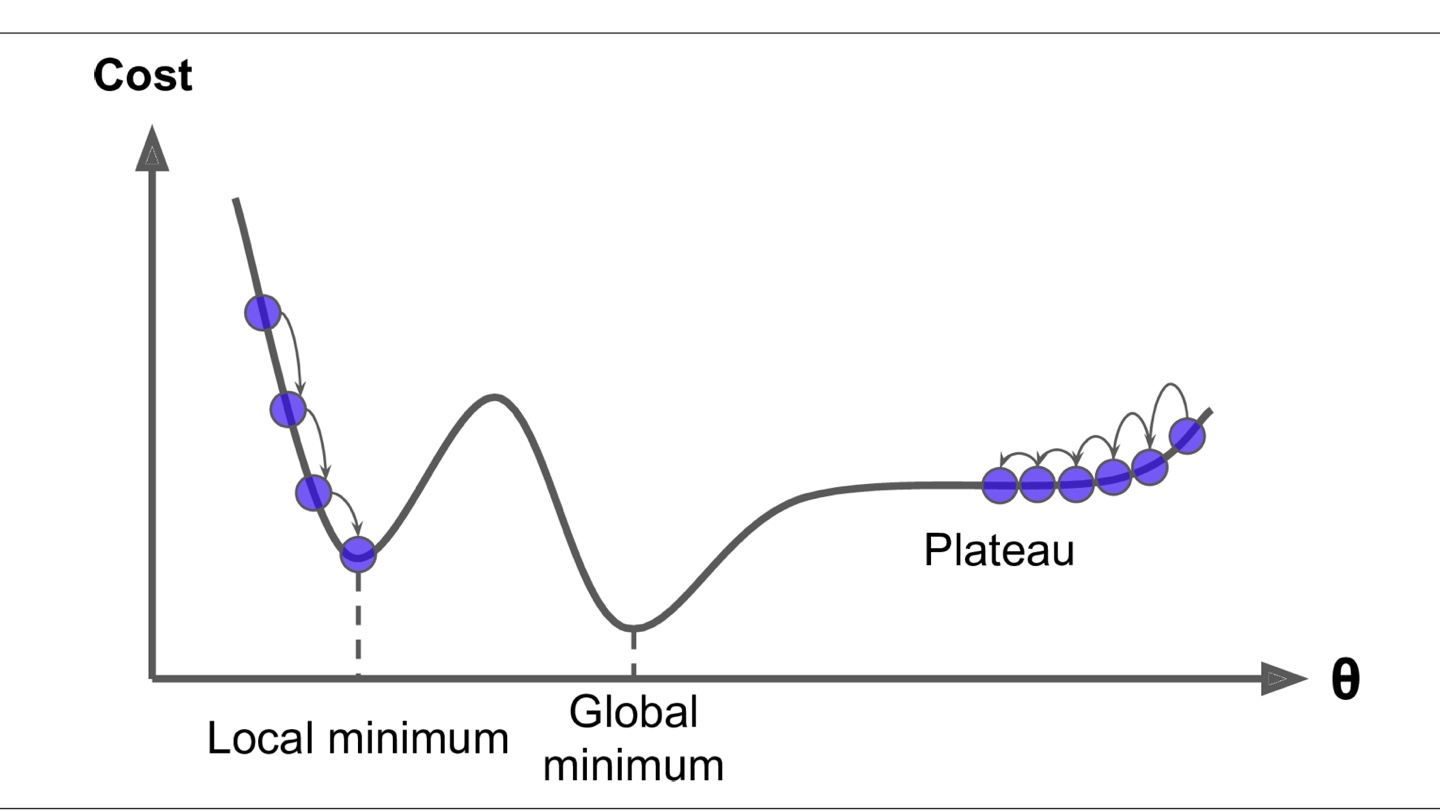 Cost
Plateau
θ
Local minimum
Global
minimum